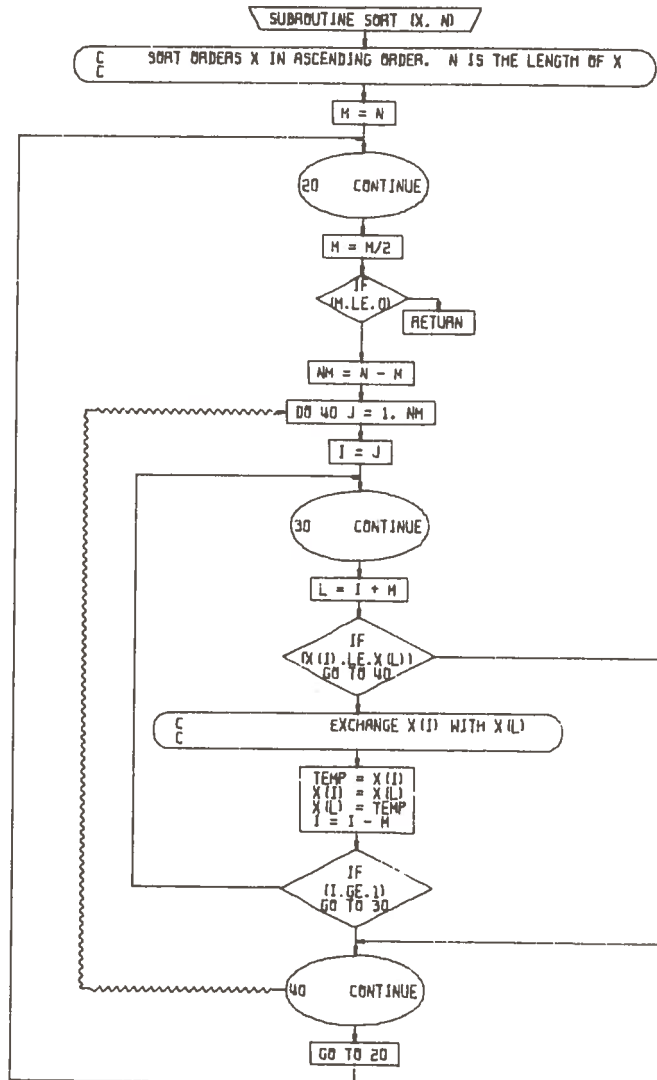 SUBROUTINE SORT (X. N)
C SORT ORDERS X IN ASCENDING ORDER. N IS THE LENGTH OF X
C
M = N
20 CONTINUE
M = M/2
IF
(M.LE.0)
RETURN
NM = N - M
DO 40 J = 1. NM
I = J
30 CONTINUE
L = I + M
IF
(X(I).LE.X(L))
GO TO 40
C EXCHANGE X(I) WITH X(L)
C
TEMP = X(I)
X(I) = X(L)
X(L) = TEMP
I = I - M
IF
(I.GE.1)
GO TO 30
40 CONTINUE
GO TO 20